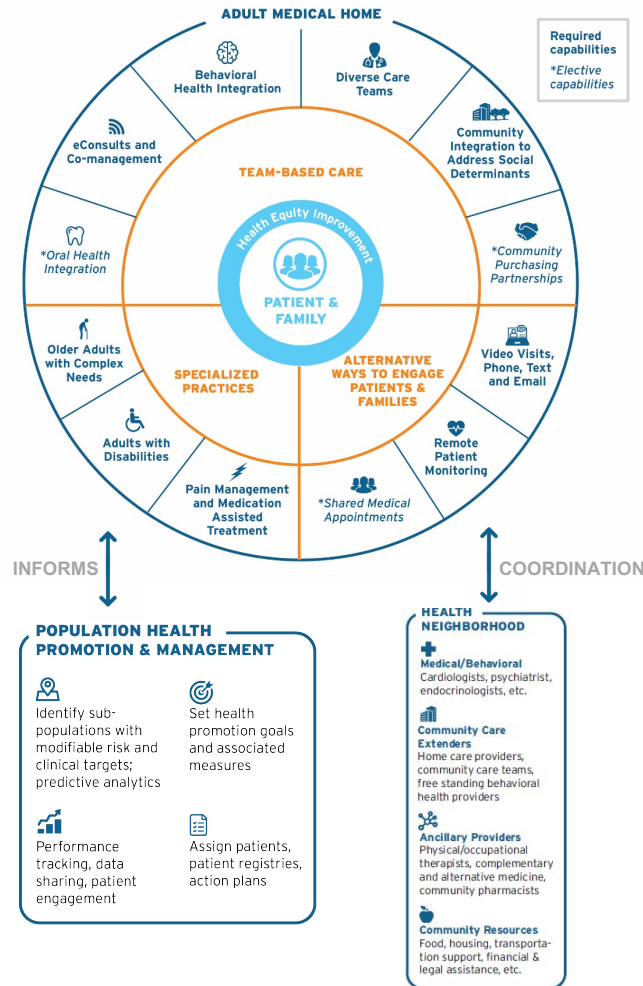 ADULT MEDICAL HOME
Required
capabilities
*Elective
capabilities
Behavioral
Health Integration
Diverse Care
Teams
eConsults and
Co-management
Community
Integration to
Address Social
Determinants
TEAM-BASED CARE
*Oral Health
Integration
Health Equity Improvement
*Community
Purchasing
Partnerships
PATIENT &
FAMILY
Older Adults
with Complex
Needs
SPECIALIZED
PRACTICES
ALTERNATIVE
WAYS TO ENGAGE
PATIENTS &
FAMILIES
Video Visits,
Phone, Text
and Email
Adults with
Disabilities
Remote
Patient
Monitoring
Pain Management
and Medication
Assisted
Treatment
*Shared Medical
Appointments
INFORMS
COORDINATION
POPULATION HEALTH
PROMOTION & MANAGEMENT
Identify sub-
populations with
modifiable risk and
clinical targets;
predictive analytics
Set health
promotion goals
and associated
measures
Performance
tracking, data
sharing, patient
engagement
Assign patients,
patient registries,
action plans
HEALTH
NEIGHBORHOOD
Medical/Behavioral
Cardiologists, psychiatrist,
endocrinologists, etc.
Community Care
Extenders
Home care providers,
community care teams,
free standing behavioral
health providers
Ancillary Providers
Physical/occupational
therapists, complementary
and alternative medicine,
community pharmacists
Community Resources
Food, housing, transporta-
tion support, financial &
legal assistance, etc.